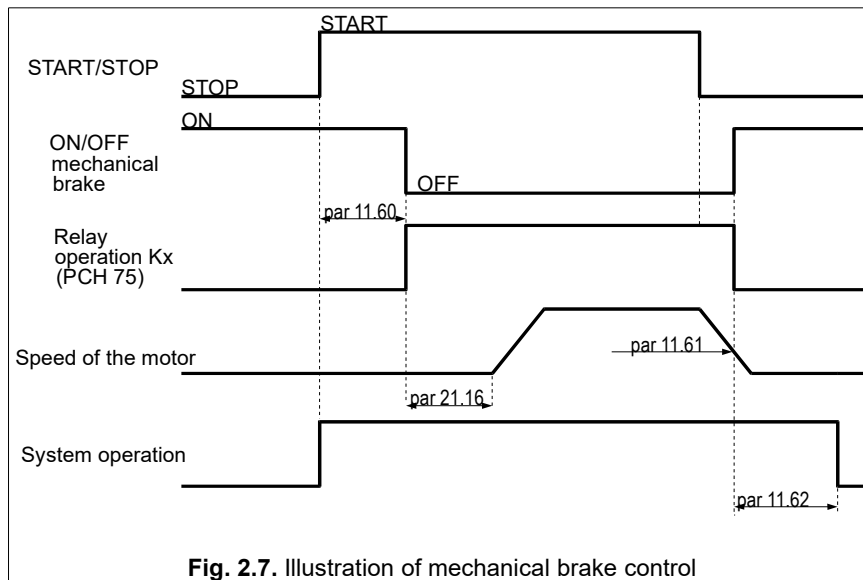 START
START/STOP
STOP
ON
ON/OFF
mechanical
brake
OFF
par 11.60
Relay
operation Kx
(PCH 75)
Speed of the motor
par 11.61
par 21.16
System operation
par 11.62
Fig. 2.7. Illustration of mechanical brake control